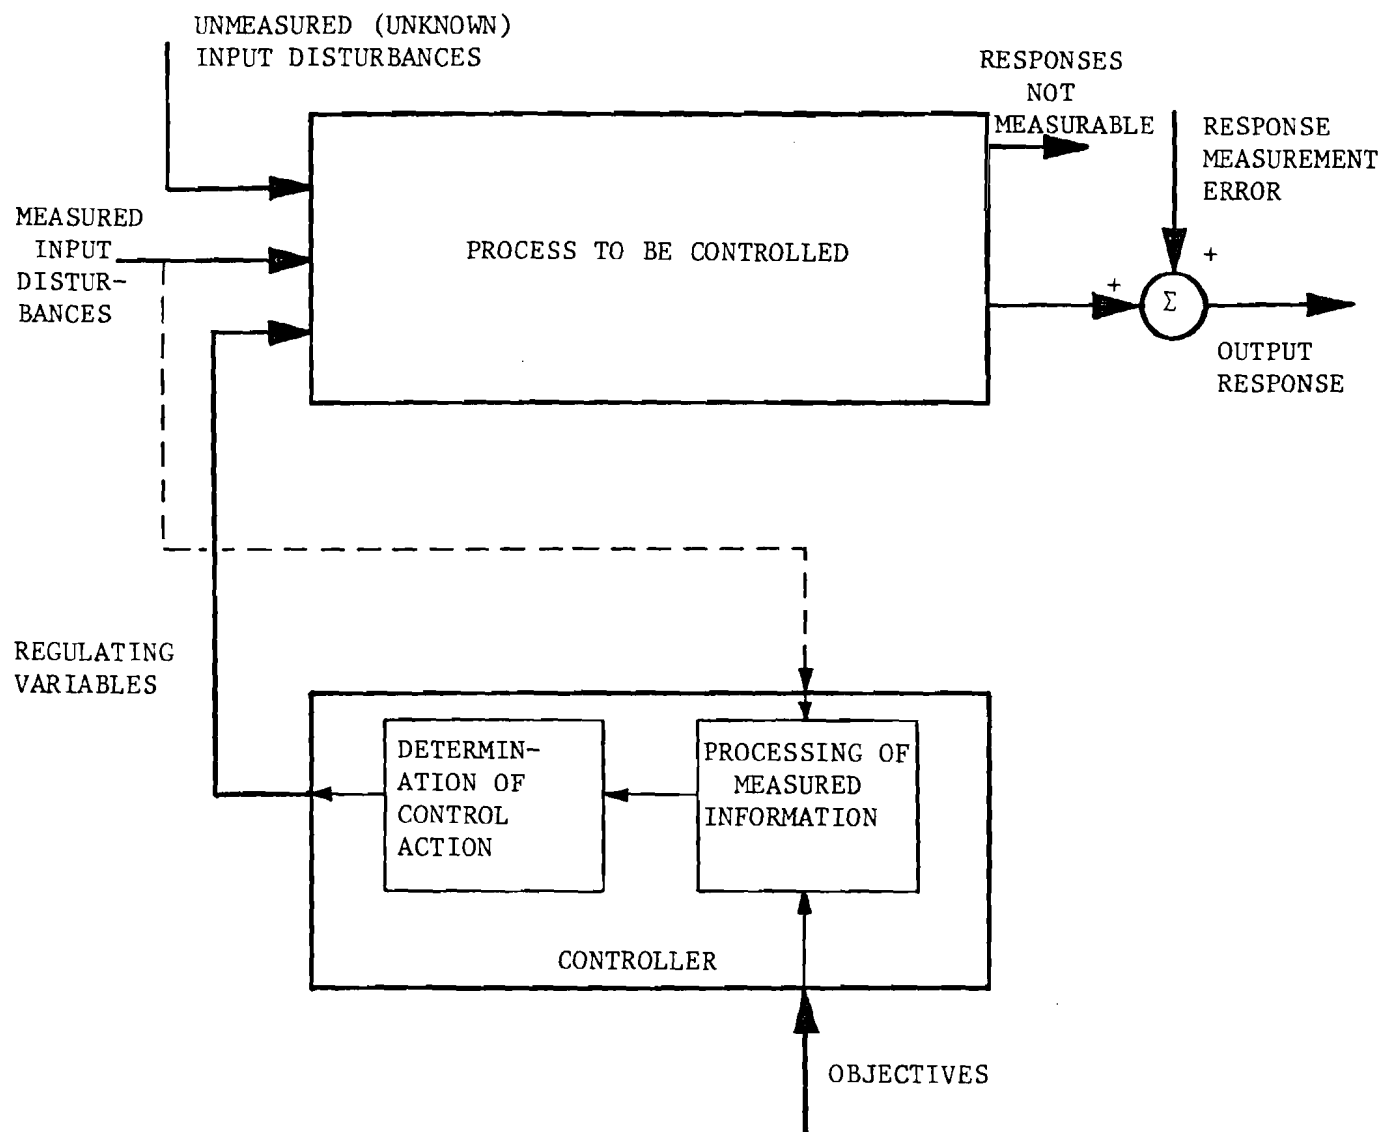 UNMEASURED (UNKNOWN)
INPUT DISTURBANCES
RESPONSES
NOT
MEASURABLE
RESPONSE
MEASUREMENT
ERROR
MEASURED
INPUT
DISTUR-
BANCES
PROCESS TO BE CONTROLLED
+
+
Σ
OUTPUT
RESPONSE
REGULATING
VARIABLES
DETERMIN-
ATION OF
CONTROL
ACTION
PROCESSING OF
MEASURED
INFORMATION
CONTROLLER
OBJECTIVES